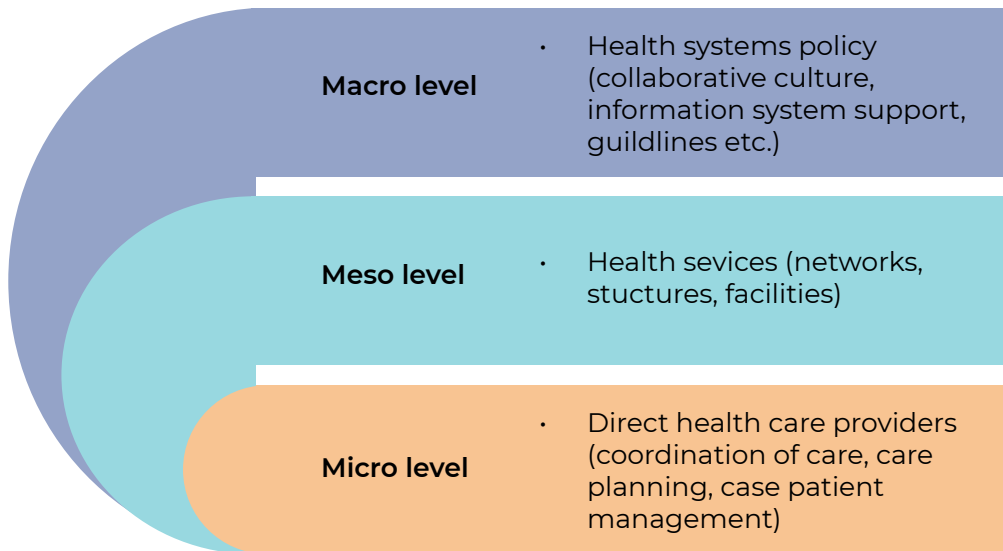 Macro level
• Health systems policy
(collaborative culture,
information system support,
guildlines etc.)
Meso level
• Health sevices (networks,
stuctures, facilities)
Micro level
• Direct health care providers
(coordination of care, care
planning, case patient
management)